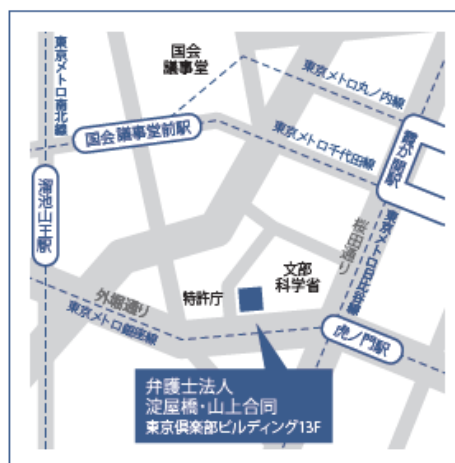 東京メトロ南北線
国会
議事堂
東京メトロ丸ノ内線
国会議事堂前駅
東京メトロ千代田線
霞が関駅
溜池山王駅
桜田通り
東京メトロ日比谷線
文部
科学省
特許庁
外堀通り
東京メトロ銀座線
虎ノ門駅
弁護士法人
淀屋橋・山上合同
東京倶楽部ビルディング13F